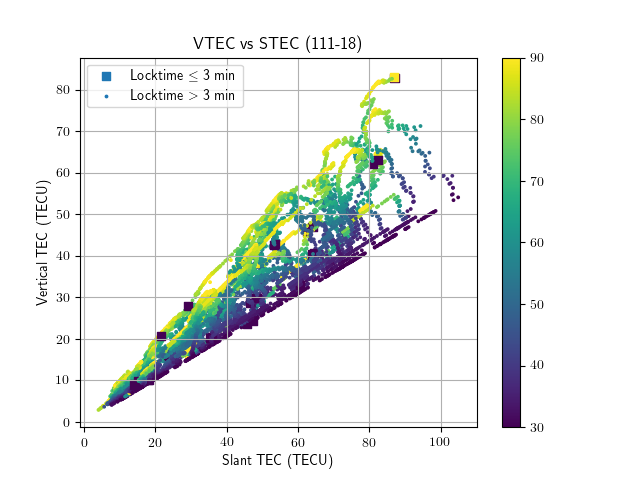 VTEC vs STEC (111-18)
Locktime ≤ 3 min
Locktime > 3 min
80
70
60
50
40
30
20
10
0
Vertical TEC (TECU)
0 20 40 60 80 100
Slant TEC (TECU)
90
80
70
60
50
40
30